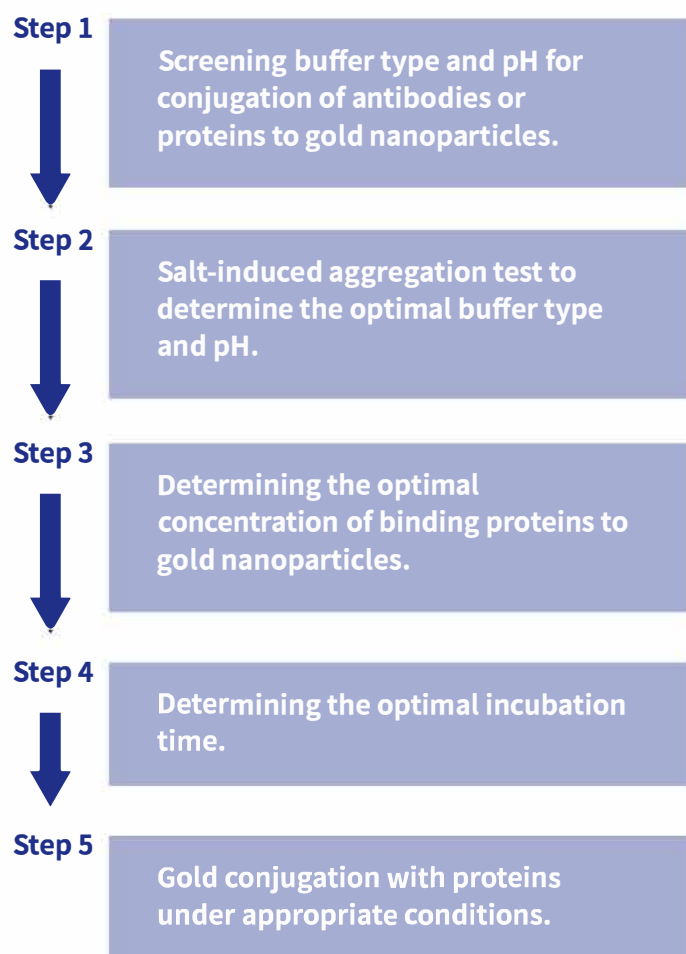 Step 1
Screening buffer type and pH for
conjugation of antibodies or
proteins to gold nanoparticles.
Step 2
Salt-induced aggregation test to
determine the optimal buffer type
and pH.
Step 3
Determining the optimal
concentration of binding proteins to
gold nanoparticles.
Step 4
Determining the optimal incubation
time.
Step 5
Gold conjugation with proteins
under appropriate conditions.